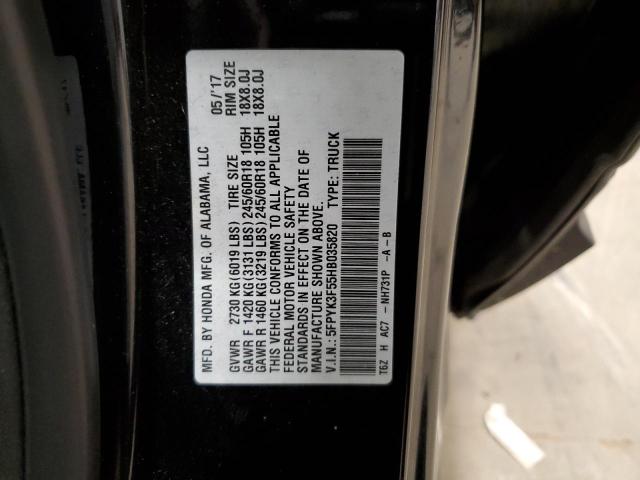 MFD. BY HONDA MFG. OF ALABAMA, LLC 05/'17
GVWR 2730 KG(6019 LBS) TIRE SIZE RIM SIZE
GAWR F 1420 KG(3131 LBS)245/60R18 105H 18X8.0J
GAWR R 1460 KG(3219 LBS)245/60R18 105H 18X8.0J
THIS VEHICLE CONFORMS TO ALL APPLICABLE
FEDERAL MOTOR VEHICLE SAFETY
STANDARDS IN EFFECT ON THE DATE OF
MANUFACTURE SHOWN ABOVE.
V.I.N.: 5FPYK3F55HB035820 TYPE: TRUCK
T6Z H AC7 - NH731P -A-B